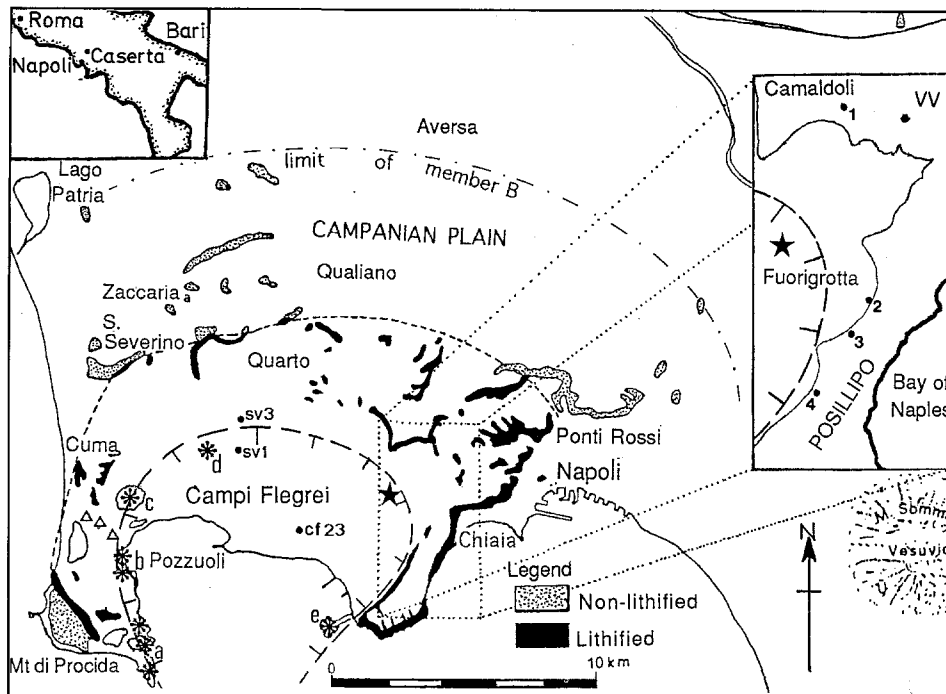 Roma
Bari
Caserta
Napoli
Aversa
limit of member B
Lago
Patria
CAMPANIAN PLAIN
Qualiano
Zaccaria
a
S.
Severino
Quarto
Cuma
sv3
sv1
d
c
Campi Flegrei
cf23
b Pozzuoli
a
Mt di Procida
e
Ponti Rossi
Napoli
Chiaia
Legend
Non-lithified
Lithified
0
10 km
N
Camaldoli
1
VV
Fuorigrotta
2
3
4
POSILLIPO
Bay of
Naples
Vesuvio